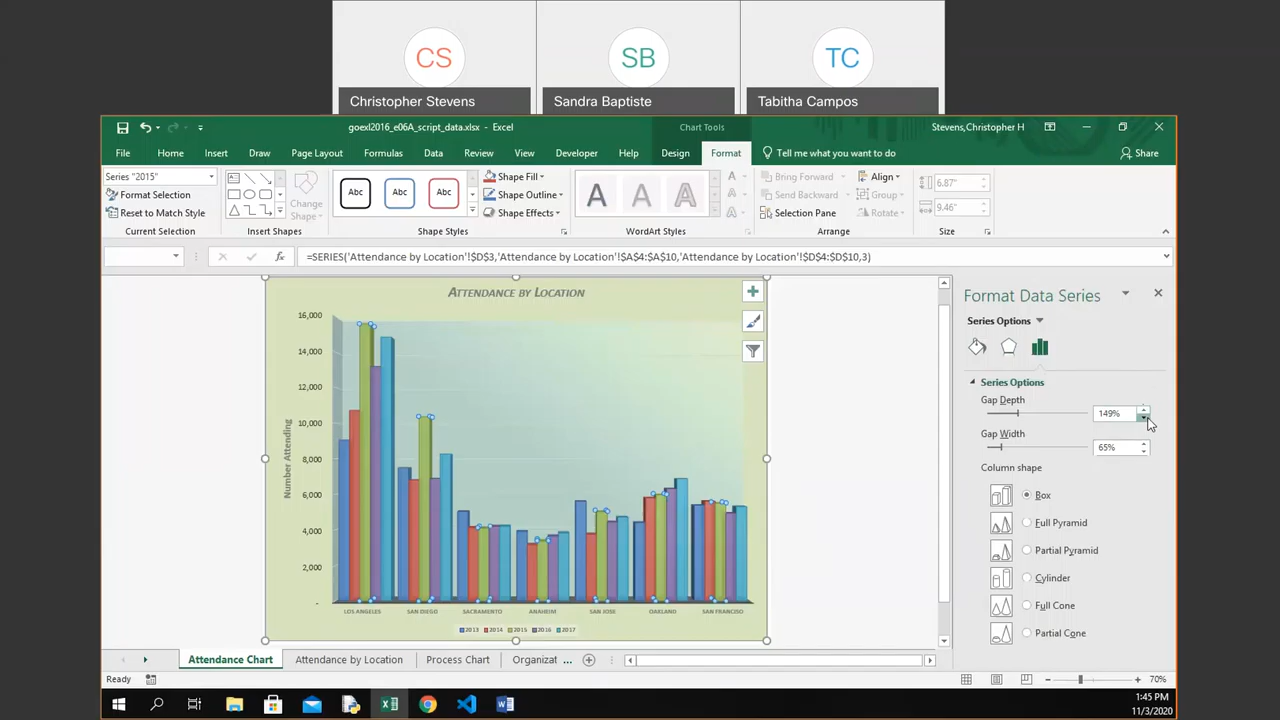 CS
SB
TC
Christopher Stevens
Sandra Baptiste
Tabitha Campos
goexl2016_e06A_script_data.xlsx - Excel
Chart Tools
Stevens,Christopher H
File
Home
Insert
Draw
Page Layout
Formulas
Data
Review
View
Developer
Help
Design
Format
Tell me what you want to do
Share
Series "2015"
Format Selection
Reset to Match Style
Current Selection
Change
Shape
Insert Shapes
Abc
Abc
Abc
Shape Fill
Shape Outline
Shape Effects
Shape Styles
A
A
A
WordArt Styles
Bring Forward
Send Backward
Selection Pane
Align
Group
Rotate
Arrange
6.87"
9.46"
Size
fx
=SERIES('Attendance by Location'!$D$3,'Attendance by Location'!$A$4:$A$10,'Attendance by Location'!$D$4:$D$10,3)
ATTENDANCE BY LOCATION
Number Attending
16,000
14,000
12,000
10,000
8,000
6,000
4,000
2,000
-
LOS ANGELES
SAN DIEGO
SACRAMENTO
ANAHEIM
SAN JOSE
OAKLAND
SAN FRANCISO
2013
2014
2015
2016
2017
Format Data Series
Series Options
Series Options
Gap Depth
149%
Gap Width
65%
Column shape
Box
Full Pyramid
Partial Pyramid
Cylinder
Full Cone
Partial Cone
Attendance Chart
Attendance by Location
Process Chart
Organizat ...
Ready
70%
1:45 PM
11/3/2020